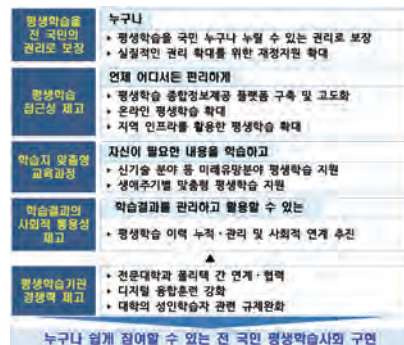 평생학습을
전 국민의
권리로 보장
누구나
▸ 평생학습을 국민 누구나 누릴 수 있는 권리로 보장
▸ 실질적인 권리 확대를 위한 재정지원 확대
평생학습
접근성 제고
언제 어디서든 편리하게
▸ 평생학습 종합정보제공 플랫폼 구축 및 고도화
▸ 온라인 평생학습 확대
▸ 지역 인프라를 활용한 평생학습 확대
학습자 맞춤형
교육과정
자신이 필요한 내용을 학습하고
▸ 신기술 분야 등 미래유망분야 평생학습 지원
▸ 생애주기별 맞춤형 평생학습 지원
학습결과의
사회적 통용성
제고
학습결과를 관리하고 활용할 수 있는
▸ 평생학습 이력 누적·관리 및 사회적 연계 추진
평생학습기관
경쟁력 제고
▸ 전문대학과 폴리텍 간 연계·협력
▸ 디지털 융합훈련 강화
▸ 대학의 성인학습자 관련 규제완화
누구나 쉽게 참여할 수 있는 전 국민 평생학습사회 구현